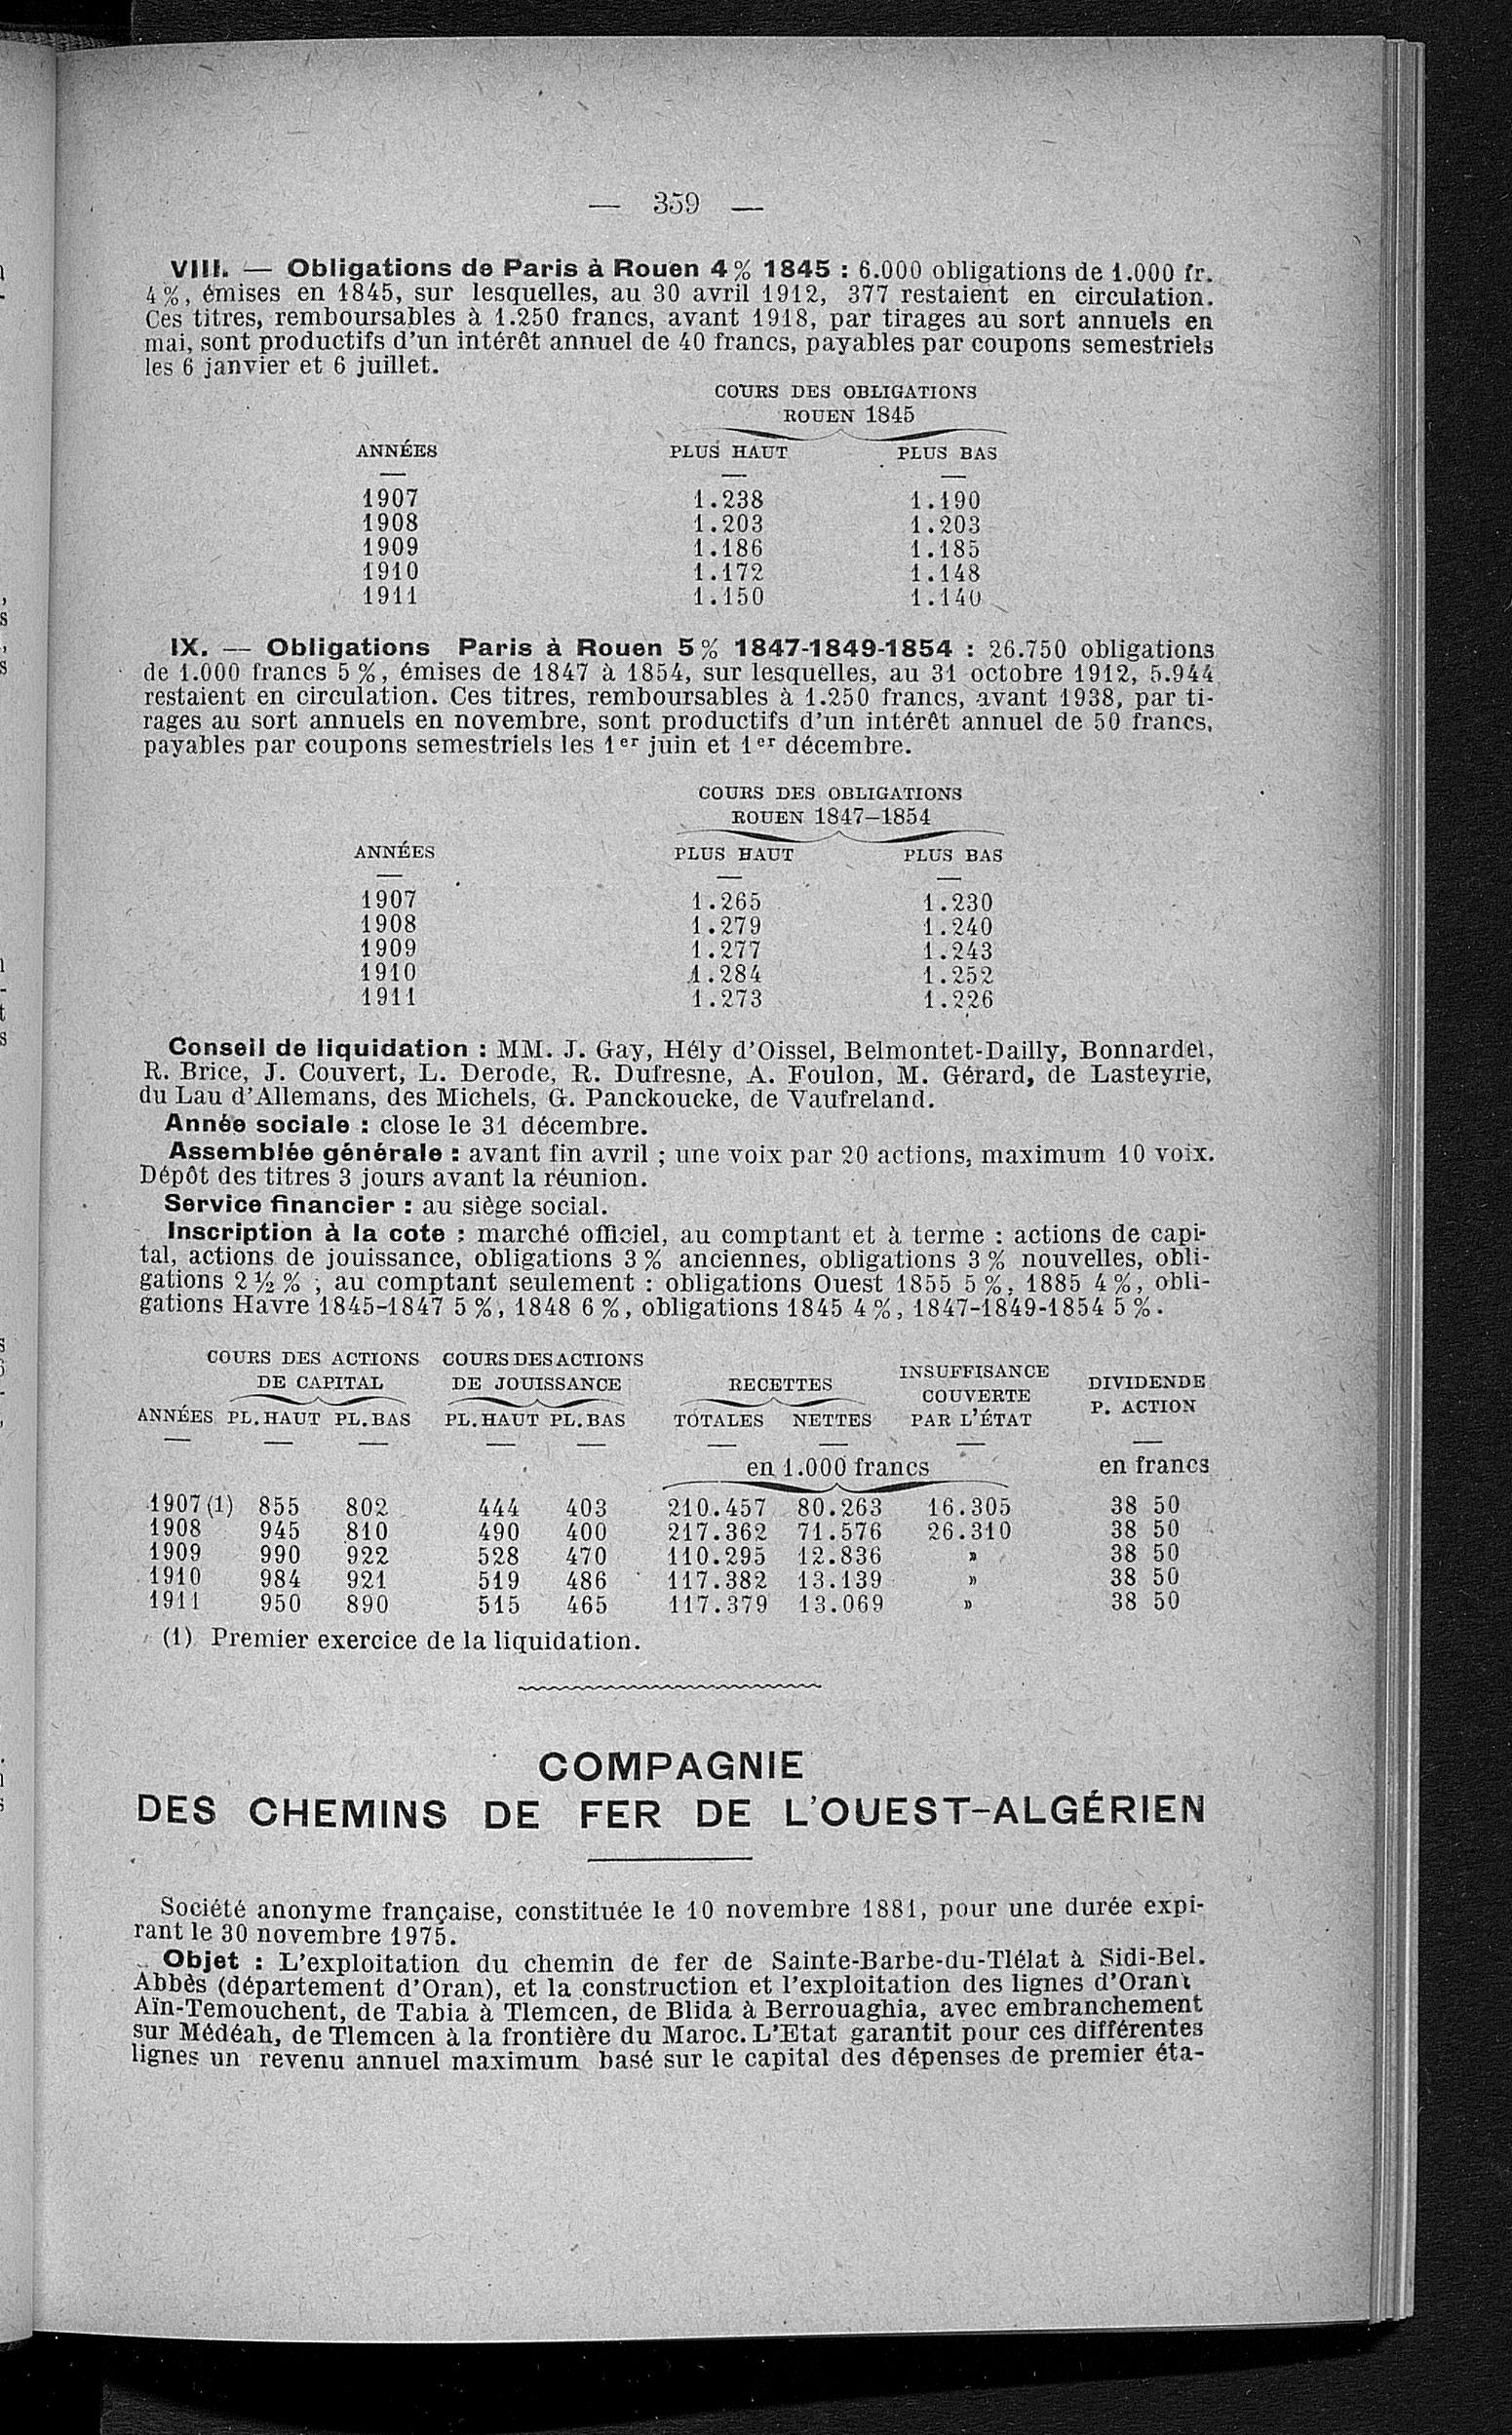 — 359 —
VIII. — Obligations de Paris à Rouen 4 % 1845 : 6.000 obligations de 1.000 fr.
4 %, émises en 1845, sur lesquelles, au 30 avril 1912, 377 restaient en circulation.
Ces titres, remboursables à 1.250 francs, avant 1918, par tirages au sort annuels en
mai, sont productifs d'un intérêt annuel de 40 francs, payables par coupons semestriels
les 6 janvier et 6 juillet.
COURS DES OBLIGATIONS
ROUEN 1845
ANNÉES PLUS HAUT PLUS BAS
1907 1.238 1.190
1908 1.203 1.203
1909 1.186 1.185
1910 1.172 1.148
1911 1.150 1.140
IX. — Obligations Paris à Rouen 5 % 1847-1849-1854 : 26.750 obligations
de 1.000 francs 5 %, émises de 1847 à 1854, sur lesquelles, au 31 octobre 1912, 5.944
restaient en circulation. Ces titres, remboursables à 1.250 francs, avant 1938, par ti-
rages au sort annuels en novembre, sont productifs d'un intérêt annuel de 50 francs,
payables par coupons semestriels les 1er juin et 1er décembre.
COURS DES OBLIGATIONS
ROUEN 1847-1854
ANNÉES PLUS HAUT PLUS BAS
1907 1.265 1.230
1908 1.279 1.240
1909 1.277 1.243
1910 1.284 1.252
1911 1.273 1.226
Conseil de liquidation : MM. J. Gay, Hély d'Oissel, Belmontet-Dailly, Bonnardel,
R. Brice, J. Couvert, L. Derode, R. Dufresne, A. Foulon, M. Gérard, de Lasteyrie,
du Lau d'Allemans, des Michels, G. Panckoucke, de Vaufreland.
Année sociale : close le 31 décembre.
Assemblée générale : avant fin avril ; une voix par 20 actions, maximum 10 voix.
Dépôt des titres 3 jours avant la réunion.
Service financier : au siège social.
Inscription à la cote : marché officiel, au comptant et à terme : actions de capi-
tal, actions de jouissance, obligations 3 % anciennes, obligations 3 % nouvelles, obli-
gations 2 ½ % ; au comptant seulement : obligations Ouest 1855 5 %, 1885 4 %, obli-
gations Havre 1845-1847 5 %, 1848 6 %, obligations 1845 4 %, 1847-1849-1854 5 %.
COURS DES ACTIONS COURS DES ACTIONS INSUFFISANCE
DE CAPITAL DE JOUISSANCE RECETTES COUVERTE DIVIDENDE
ANNÉES PL. HAUT PL. BAS PL. HAUT PL. BAS TOTALES NETTES PAR L'ÉTAT P. ACTION
en 1.000 francs en francs
1907 (1) 855 802 444 403 210.457 80.263 16.305 38 50
1908 945 810 490 400 217.362 71.576 26.310 38 50
1909 990 922 528 470 110.295 12.836 » 38 50
1910 984 921 519 486 117.382 13.139 » 38 50
1911 950 890 515 465 117.379 13.069 » 38 50
(1) Premier exercice de la liquidation.
COMPAGNIE
DES CHEMINS DE FER DE L'OUEST-ALGÉRIEN
Société anonyme française, constituée le 10 novembre 1881, pour une durée expi-
rant le 30 novembre 1975.
Objet : L'exploitation du chemin de fer de Sainte-Barbe-du-Tlélat à Sidi-Bel.
Abbès (département d'Oran), et la construction et l'exploitation des lignes d'Oran
Aïn-Temouchent, de Tabia à Tlemcen, de Blida à Berrouaghia, avec embranchement
sur Médéah, de Tlemcen à la frontière du Maroc. L'Etat garantit pour ces différentes
lignes un revenu annuel maximum basé sur le capital des dépenses de premier éta-